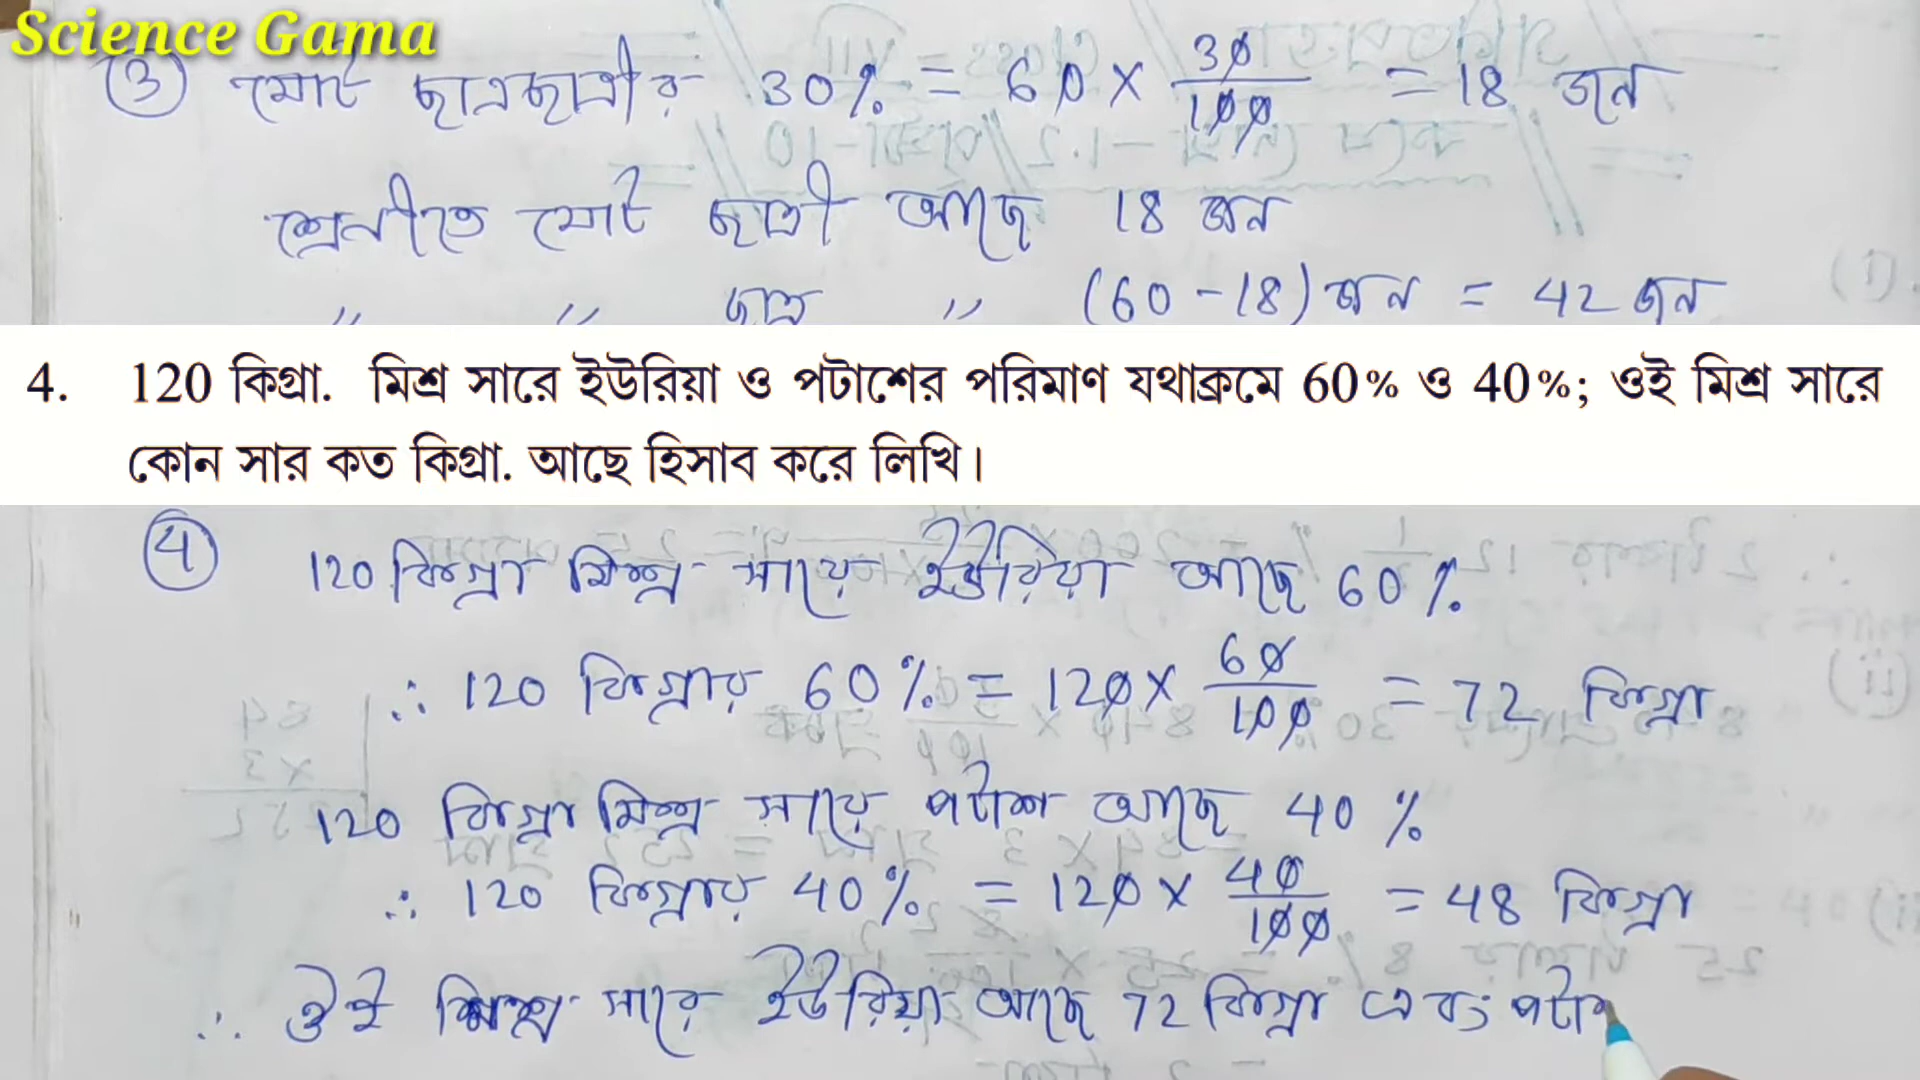 Science Gama
3 মোট ছাত্রছাত্রীর 30% = 60 × 30/100 = 18 জন
শ্রেনীতে মোট ছাত্রী আছে 18 জন
〃 〃 ছাত্র 〃 (60 - 18) জন = 42 জন
4. 120 কিগ্রা. মিশ্র সারে ইউরিয়া ও পটাশের পরিমাণ যথাক্রমে 60% ও 40%; ওই মিশ্র সারে
কোন সার কত কিগ্রা. আছে হিসাব করে লিখি।
4 120 কিগ্রা মিশ্র সারে ইউরিয়া আছে 60%
∴ 120 কিগ্রার 60% = 120 × 60/100 = 72 কিগ্রা
120 কিগ্রা মিশ্র সারে পটাশ আছে 40%
∴ 120 কিগ্রার 40% = 120 × 40/100 = 48 কিগ্রা
∴ ঐই মিশ্র সারে ইউরিয়া আছে 72 কিগ্রা এবং পটাশ